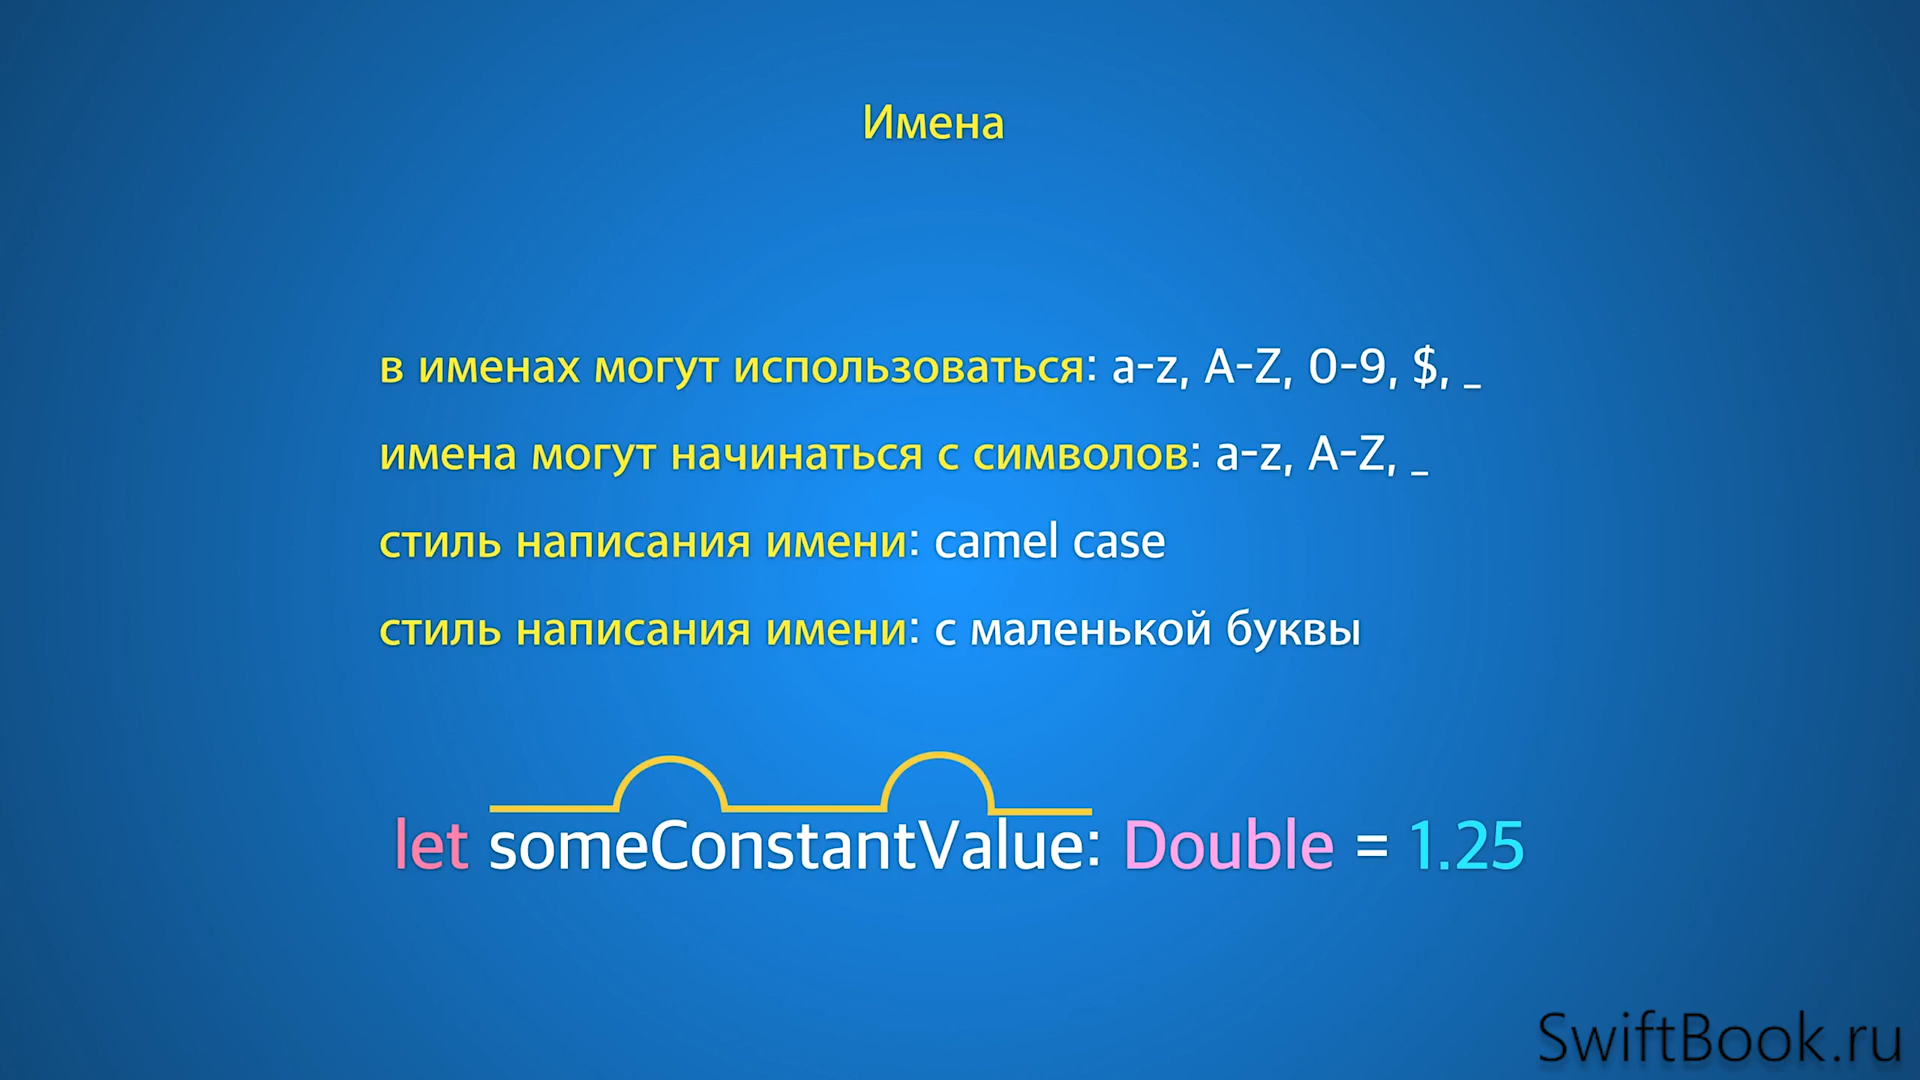 Имена
в именах могут использоваться: a-z, A-Z, 0-9, $, _
имена могут начинаться с символов: a-z, A-Z, _
стиль написания имени: camel case
стиль написания имени: с маленькой буквы
let someConstantValue: Double = 1.25
SwiftBook.ru